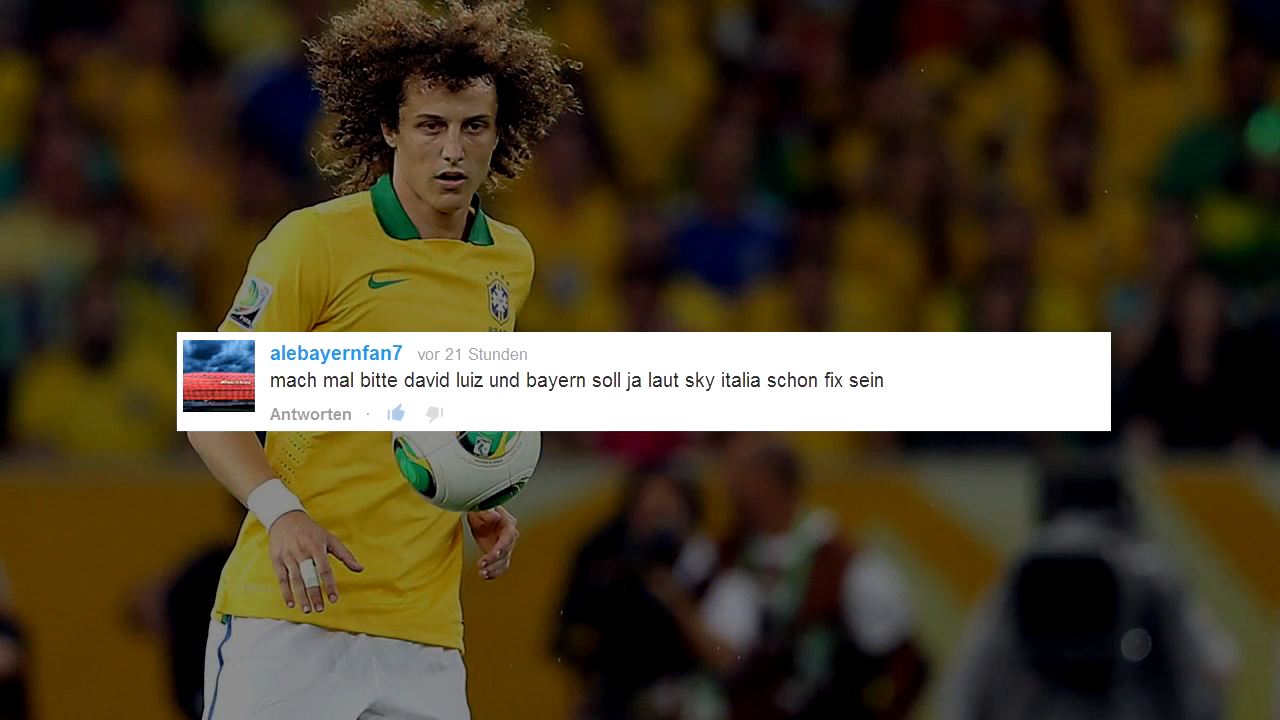 alebayernfan7 vor 21 Stunden
mach mal bitte david luiz und bayern soll ja laut sky italia schon fix sein
Antworten ·